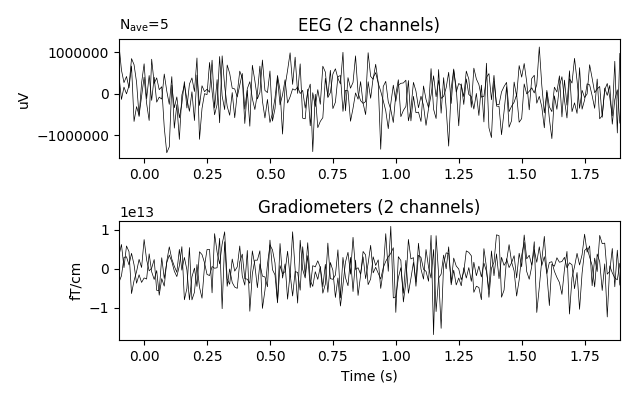 N_ave=5
EEG (2 channels)
1000000
0
−1000000
uV
0.00 0.25 0.50 0.75 1.00 1.25 1.50 1.75
Gradiometers (2 channels)
1e13
1
0
−1
fT/cm
0.00 0.25 0.50 0.75 1.00 1.25 1.50 1.75
Time (s)